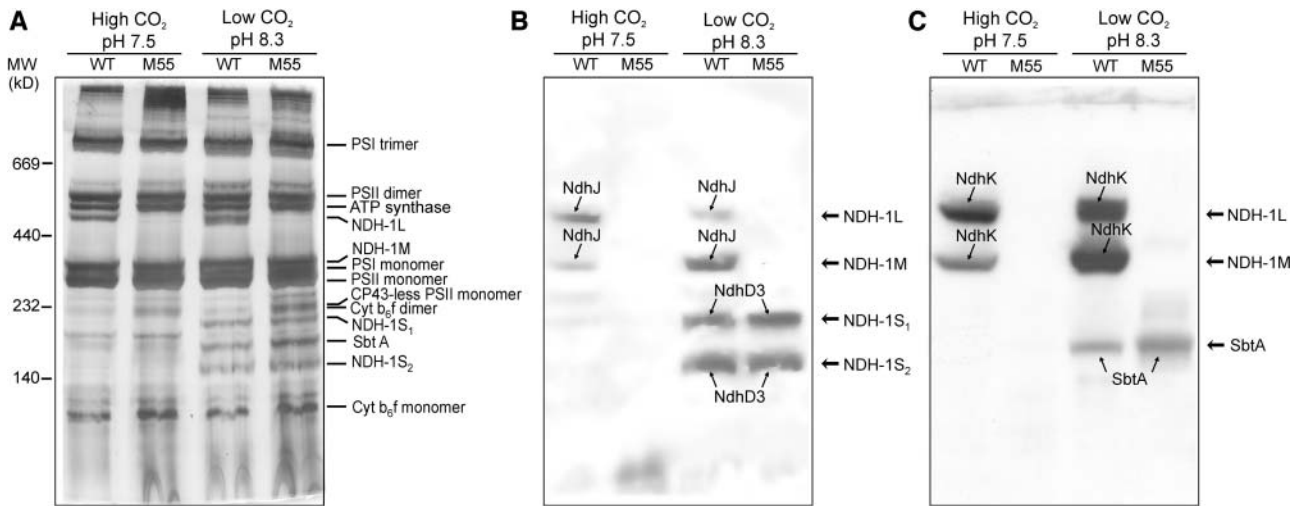 A
High CO₂
pH 7.5
Low CO₂
pH 8.3
MW
(kD)
WT M55 WT M55
669
440
232
140
PSI trimer
PSII dimer
ATP synthase
NDH-1L
NDH-1M
PSI monomer
PSII monomer
CP43-less PSII monomer
Cyt b₆f dimer
NDH-1S₁
Sbt A
NDH-1S₂
Cyt b₆f monomer
B
High CO₂
pH 7.5
Low CO₂
pH 8.3
WT M55 WT M55
NdhJ
NdhJ
NdhJ
NdhJ
NdhD3
NdhD3
NDH-1L
NDH-1M
NDH-1S₁
NDH-1S₂
C
High CO₂
pH 7.5
Low CO₂
pH 8.3
WT M55 WT M55
NdhK
NdhK
NdhK
NdhK
SbtA
NDH-1L
NDH-1M
SbtA